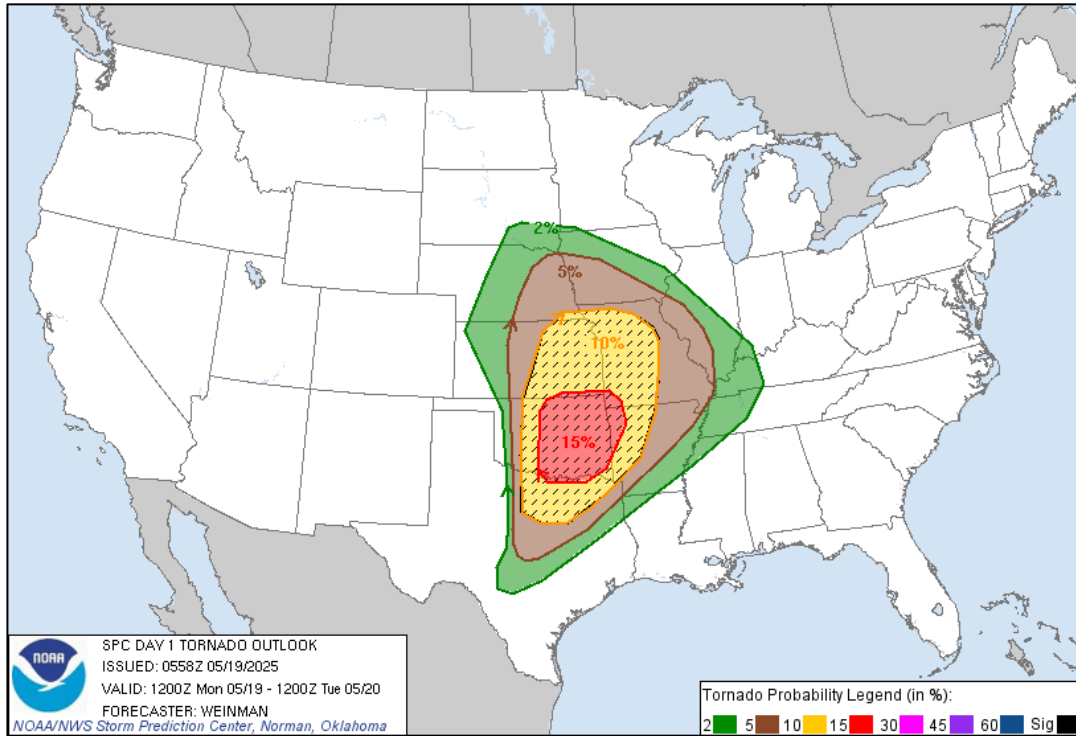 2%
5%
10%
15%
NOAA
SPC DAY 1 TORNADO OUTLOOK
ISSUED: 0558Z 05/19/2025
VALID: 1200Z Mon 05/19 - 1200Z Tue 05/20
FORECASTER: WEINMAN
NOAA/NWS Storm Prediction Center, Norman, Oklahoma
Tornado Probability Legend (in %):
2 5 10 15 30 45 60 Sig